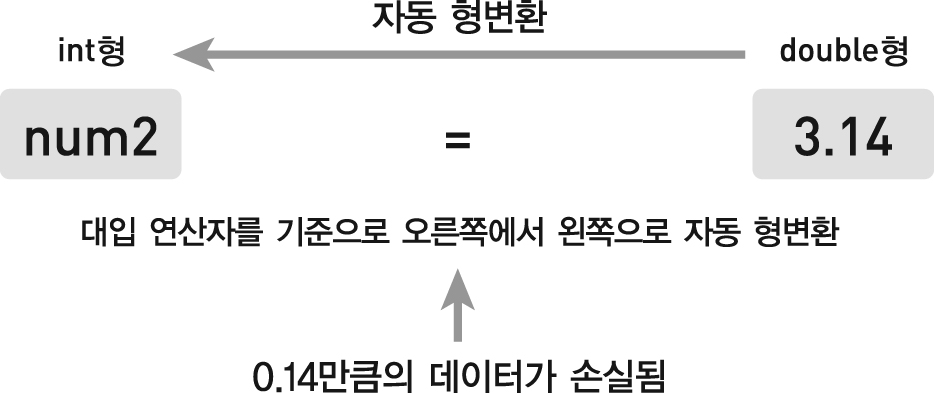 자동 형변환
int형
double형
num2 = 3.14
대입 연산자를 기준으로 오른쪽에서 왼쪽으로 자동 형변환
0.14만큼의 데이터가 손실됨